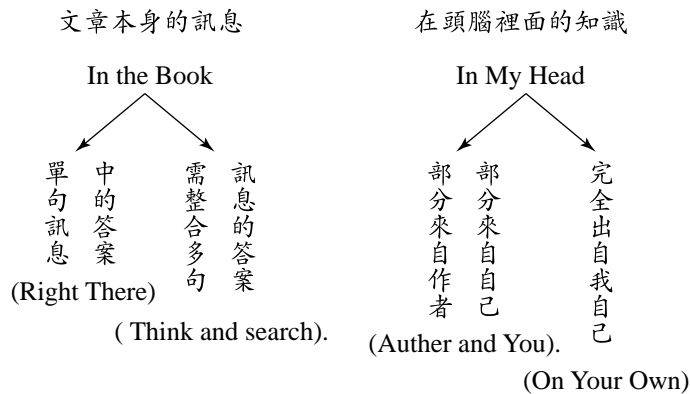 文章本身的訊息
In the Book
單句訊息
中的答案
(Right There)
需整合多句
訊息的答案
( Think and search).
在頭腦裡面的知識
In My Head
部分來自作者
部分來自自己
(Auther and You).
完全出自我自己
(On Your Own)